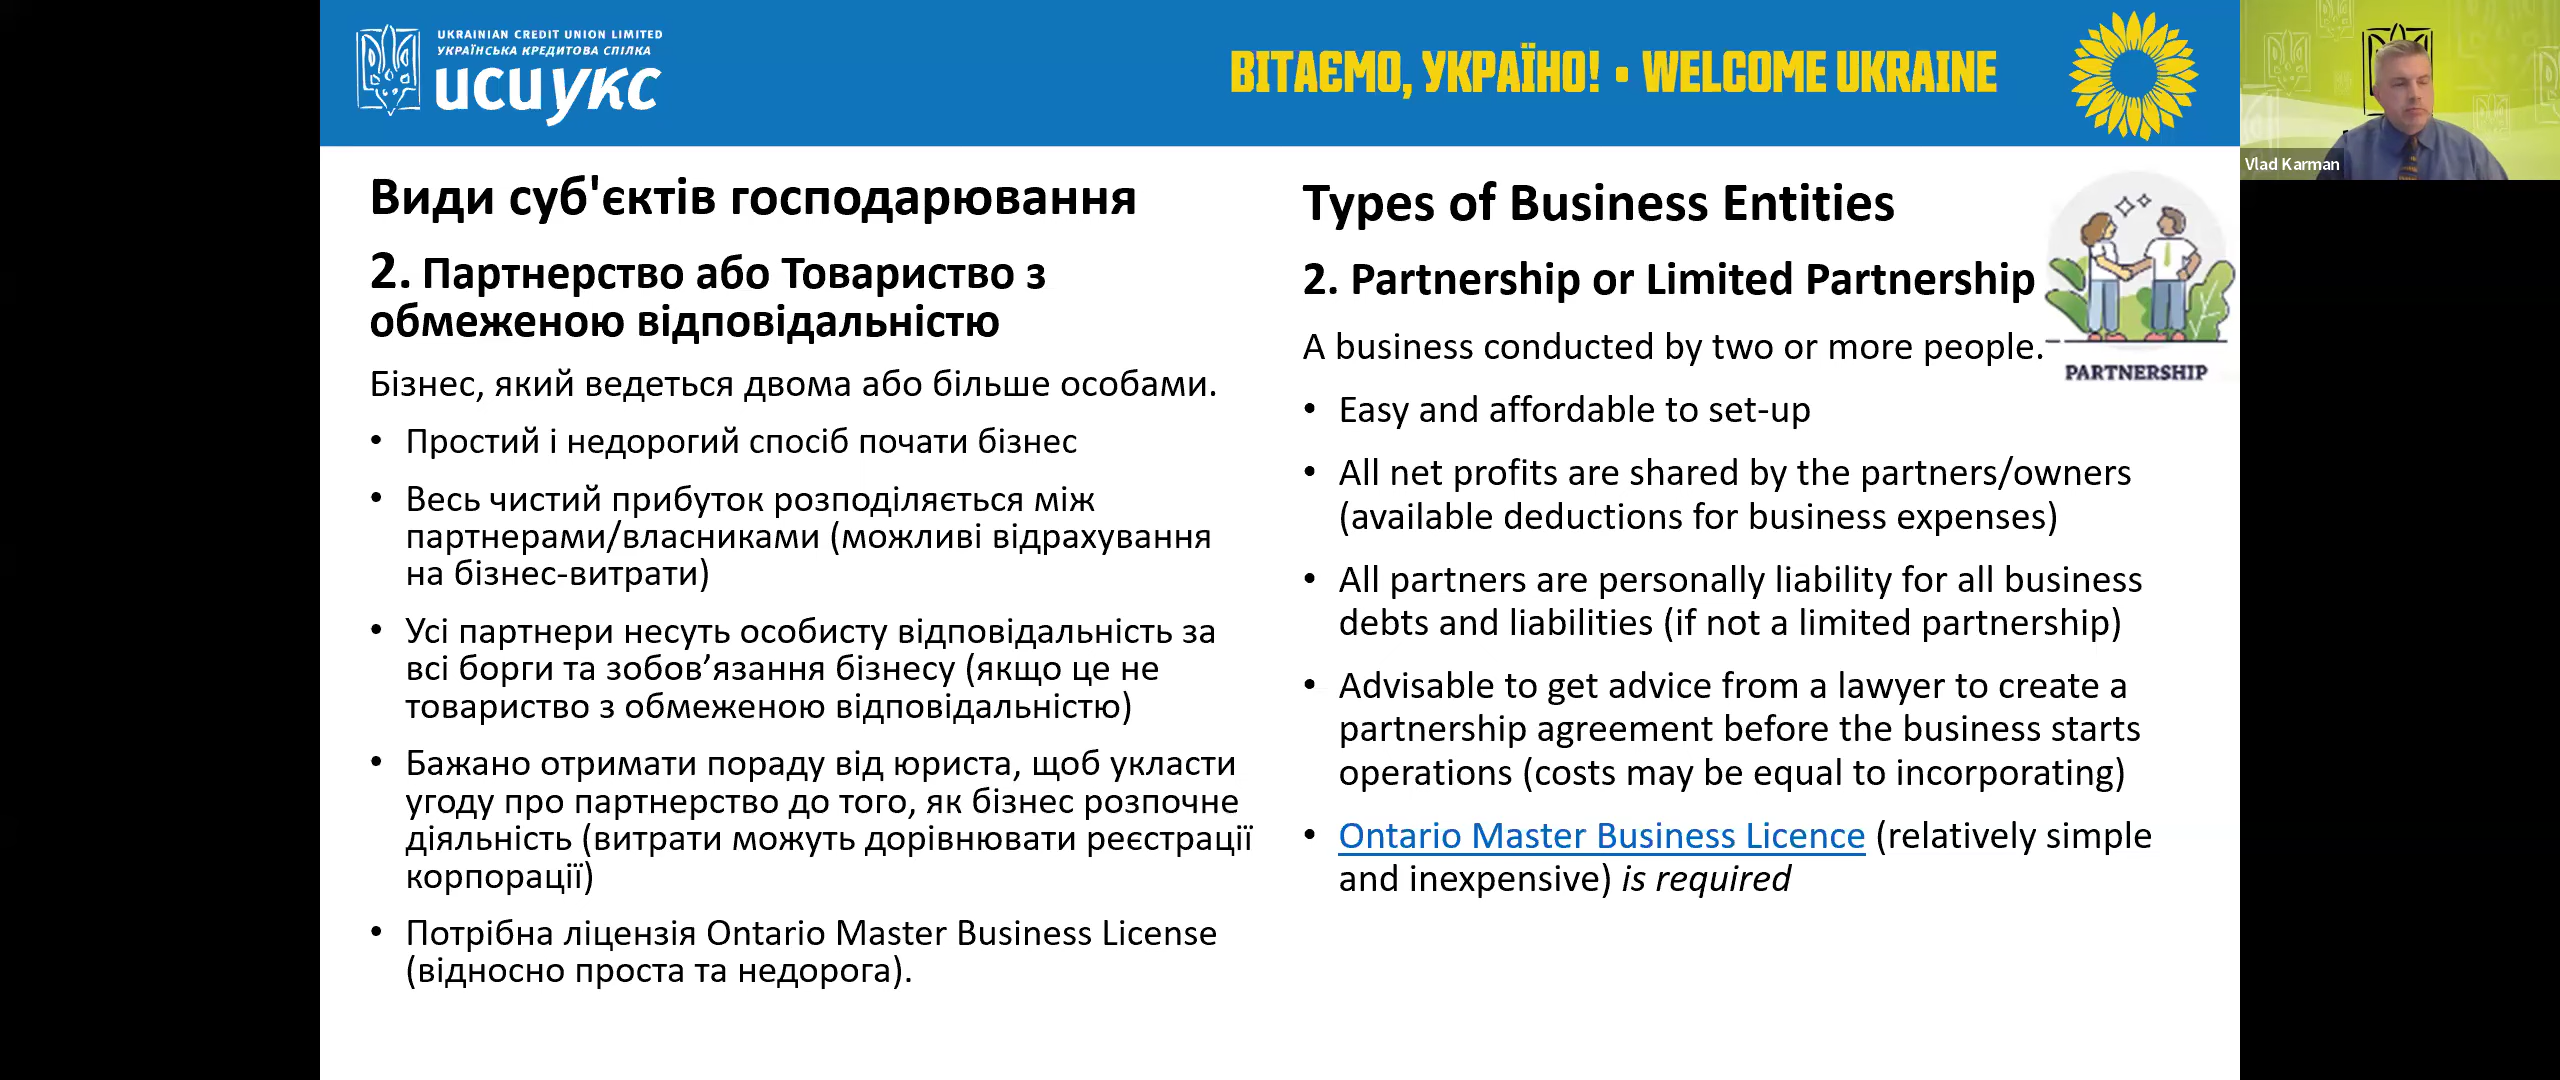 UKRAINIAN CREDIT UNION LIMITED
УКРАЇНСЬКА КРЕДИТОВА СПІЛКА
ucuукс
ВІТАЄМО, УКРАЇНО! • WELCOME UKRAINE
Vlad Karman
Види суб'єктів господарювання
2. Партнерство або Товариство з
обмеженою відповідальністю
Бізнес, який ведеться двома або більше особами.
• Простий і недорогий спосіб почати бізнес
• Весь чистий прибуток розподіляється між
партнерами/власниками (можливі відрахування
на бізнес-витрати)
• Усі партнери несуть особисту відповідальність за
всі борги та зобов’язання бізнесу (якщо це не
товариство з обмеженою відповідальністю)
• Бажано отримати пораду від юриста, щоб укласти
угоду про партнерство до того, як бізнес розпочне
діяльність (витрати можуть дорівнювати реєстрації
корпорації)
• Потрібна ліцензія Ontario Master Business License
(відносно проста та недорога).
Types of Business Entities
2. Partnership or Limited Partnership
A business conducted by two or more people.
PARTNERSHIP
• Easy and affordable to set-up
• All net profits are shared by the partners/owners
(available deductions for business expenses)
• All partners are personally liability for all business
debts and liabilities (if not a limited partnership)
• Advisable to get advice from a lawyer to create a
partnership agreement before the business starts
operations (costs may be equal to incorporating)
• Ontario Master Business Licence (relatively simple
and inexpensive) is required